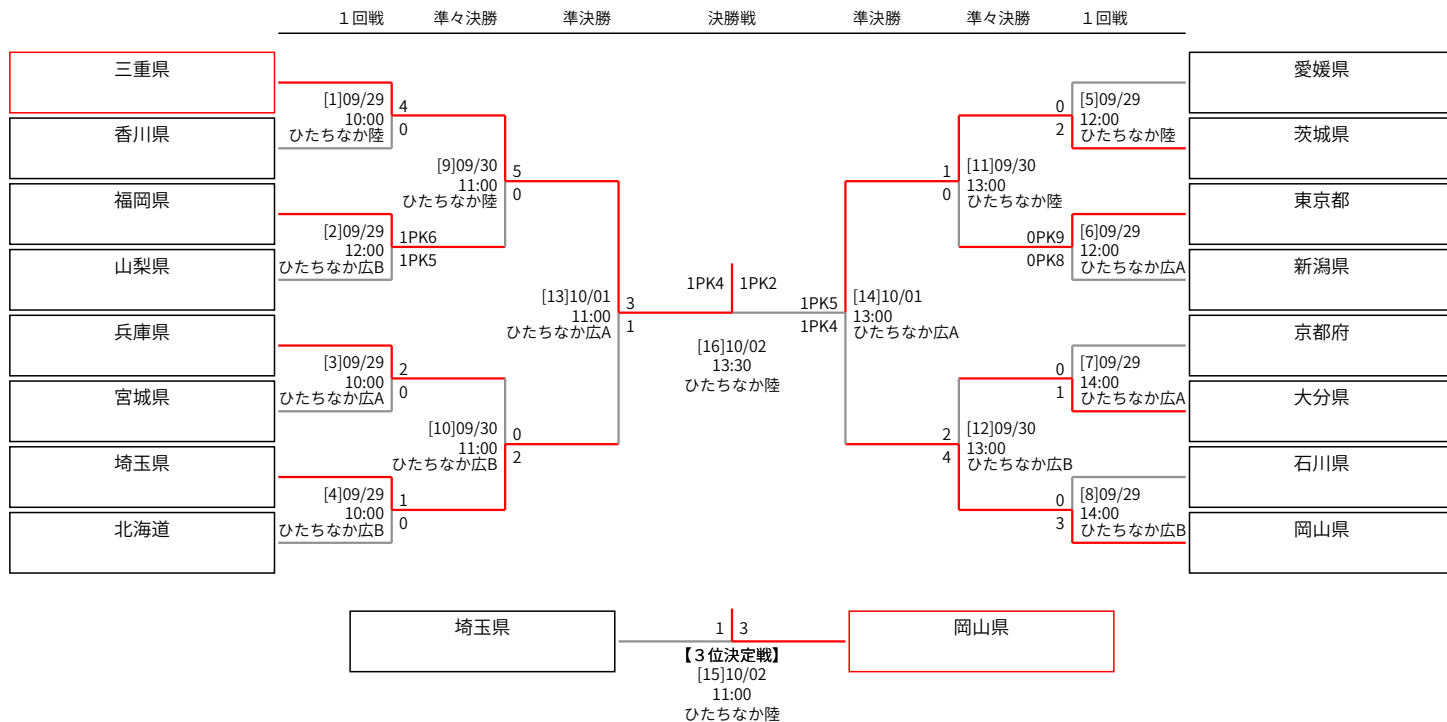 １回戦 準々決勝 準決勝 決勝戦 準決勝 準々決勝 １回戦
三重県
香川県
福岡県
山梨県
兵庫県
宮城県
埼玉県
北海道
[1]09/29
10:00
ひたちなか陸
4
0
[2]09/29
12:00
ひたちなか広B
1PK6
1PK5
[3]09/29
10:00
ひたちなか広A
2
0
[4]09/29
10:00
ひたちなか広B
1
0
[9]09/30
11:00
ひたちなか陸
5
0
[10]09/30
11:00
ひたちなか広B
0
2
[13]10/01
11:00
ひたちなか広A
3
1
1PK4 1PK2
[16]10/02
13:30
ひたちなか陸
1PK5
1PK4
[14]10/01
13:00
ひたちなか広A
1
0
[11]09/30
13:00
ひたちなか陸
2
4
[12]09/30
13:00
ひたちなか広B
0
2
[5]09/29
12:00
ひたちなか陸
0PK9
0PK8
[6]09/29
12:00
ひたちなか広A
0
1
[7]09/29
14:00
ひたちなか広A
0
3
[8]09/29
14:00
ひたちなか広B
愛媛県
茨城県
東京都
新潟県
京都府
大分県
石川県
岡山県
埼玉県 1 3 岡山県
【３位決定戦】
[15]10/02
11:00
ひたちなか陸